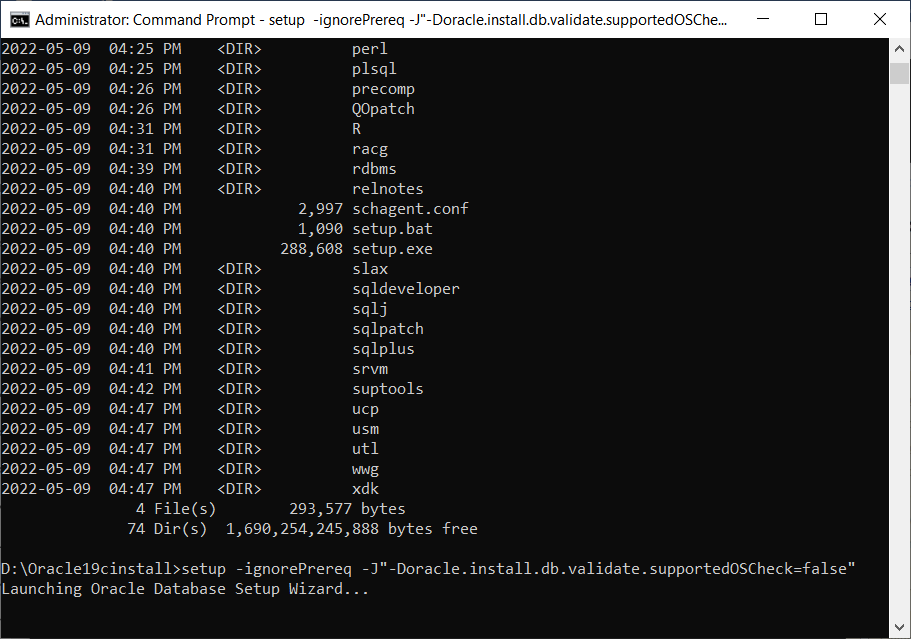 Administrator: Command Prompt - setup  -ignorePrereq -J"-Doracle.install.db.validate.supportedOSChe...
2022-05-09  04:25 PM    <DIR>          perl
2022-05-09  04:25 PM    <DIR>          plsql
2022-05-09  04:26 PM    <DIR>          precomp
2022-05-09  04:26 PM    <DIR>          QOpatch
2022-05-09  04:31 PM    <DIR>          R
2022-05-09  04:31 PM    <DIR>          racg
2022-05-09  04:39 PM    <DIR>          rdbms
2022-05-09  04:40 PM    <DIR>          relnotes
2022-05-09  04:40 PM             2,997 schagent.conf
2022-05-09  04:40 PM             1,090 setup.bat
2022-05-09  04:40 PM           288,608 setup.exe
2022-05-09  04:40 PM    <DIR>          slax
2022-05-09  04:40 PM    <DIR>          sqldeveloper
2022-05-09  04:40 PM    <DIR>          sqlj
2022-05-09  04:40 PM    <DIR>          sqlpatch
2022-05-09  04:40 PM    <DIR>          sqlplus
2022-05-09  04:41 PM    <DIR>          srvm
2022-05-09  04:42 PM    <DIR>          suptools
2022-05-09  04:47 PM    <DIR>          ucp
2022-05-09  04:47 PM    <DIR>          usm
2022-05-09  04:47 PM    <DIR>          utl
2022-05-09  04:47 PM    <DIR>          wwg
2022-05-09  04:47 PM    <DIR>          xdk
               4 File(s)        293,577 bytes
              74 Dir(s)  1,690,254,245,888 bytes free
D:\Oracle19cinstall>setup -ignorePrereq -J"-Doracle.install.db.validate.supportedOSCheck=false"
Launching Oracle Database Setup Wizard...